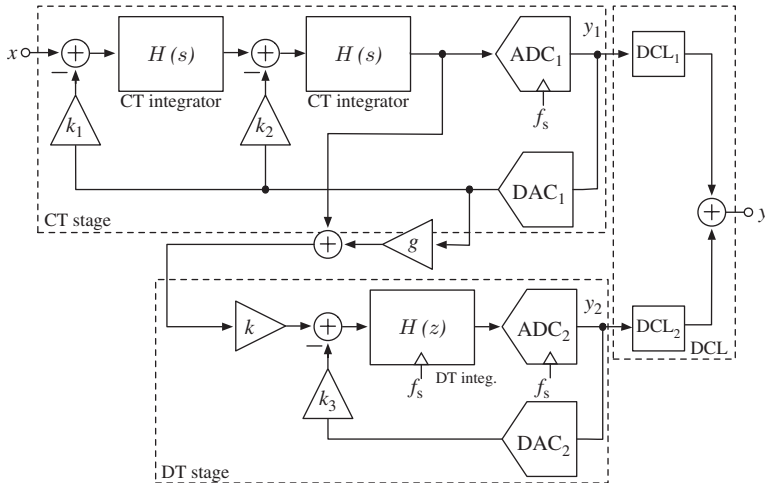 x
H(s)
CT integrator
H(s)
CT integrator
ADC1
fs
y1
DCL1
k1
k2
DAC1
CT stage
g
y
k
H(z)
fs
DT integ.
ADC2
fs
y2
DCL2
DCL
k3
DAC2
DT stage